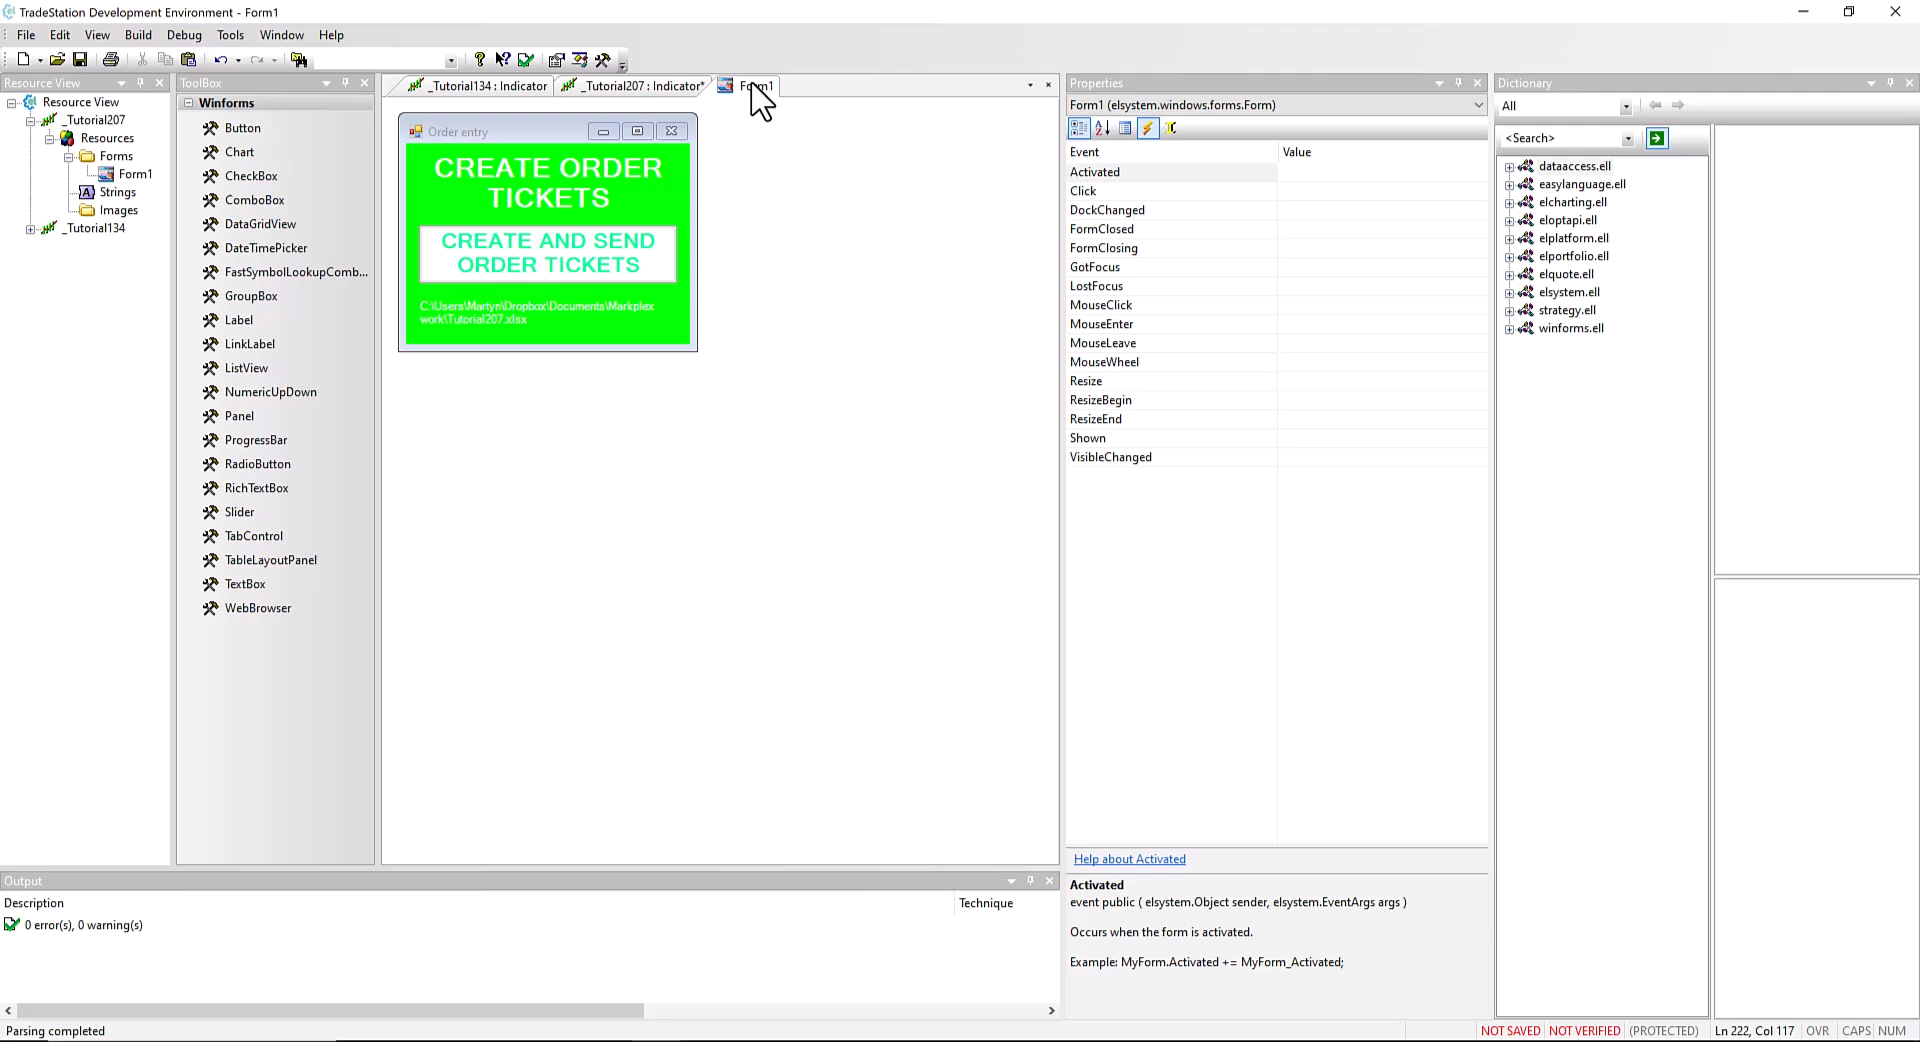 TradeStation Development Environment - Form1
File Edit View Build Debug Tools Window Help
Resource View
Resource View
_Tutorial207
Resources
Forms
Form1
Strings
Images
_Tutorial134
ToolBox
Winforms
Button
Chart
CheckBox
ComboBox
DataGridView
DateTimePicker
FastSymbolLookupComb...
GroupBox
Label
LinkLabel
ListView
NumericUpDown
Panel
ProgressBar
RadioButton
RichTextBox
Slider
TabControl
TableLayoutPanel
TextBox
WebBrowser
_Tutorial134 : Indicator _Tutorial207 : Indicator* Form1
Order entry
CREATE ORDER
TICKETS
CREATE AND SEND
ORDER TICKETS
C:\Users\Martyn\Dropbox\Documents\Markplex
work\Tutorial207.xlsx
Properties
Form1 (elsystem.windows.forms.Form)
Event Value
Activated
Click
DockChanged
FormClosed
FormClosing
GotFocus
LostFocus
MouseClick
MouseEnter
MouseLeave
MouseWheel
Resize
ResizeBegin
ResizeEnd
Shown
VisibleChanged
Help about Activated
Activated
event public ( elsystem.Object sender, elsystem.EventArgs args )
Occurs when the form is activated.
Example: MyForm.Activated += MyForm_Activated;
Dictionary
All
<Search>
dataaccess.ell
easylanguage.ell
elcharting.ell
eloptapi.ell
elplatform.ell
elportfolio.ell
elquote.ell
elsystem.ell
strategy.ell
winforms.ell
Output
Description Technique
0 error(s), 0 warning(s)
Parsing completed
NOT SAVED NOT VERIFIED (PROTECTED) Ln 222, Col 117 OVR CAPS NUM